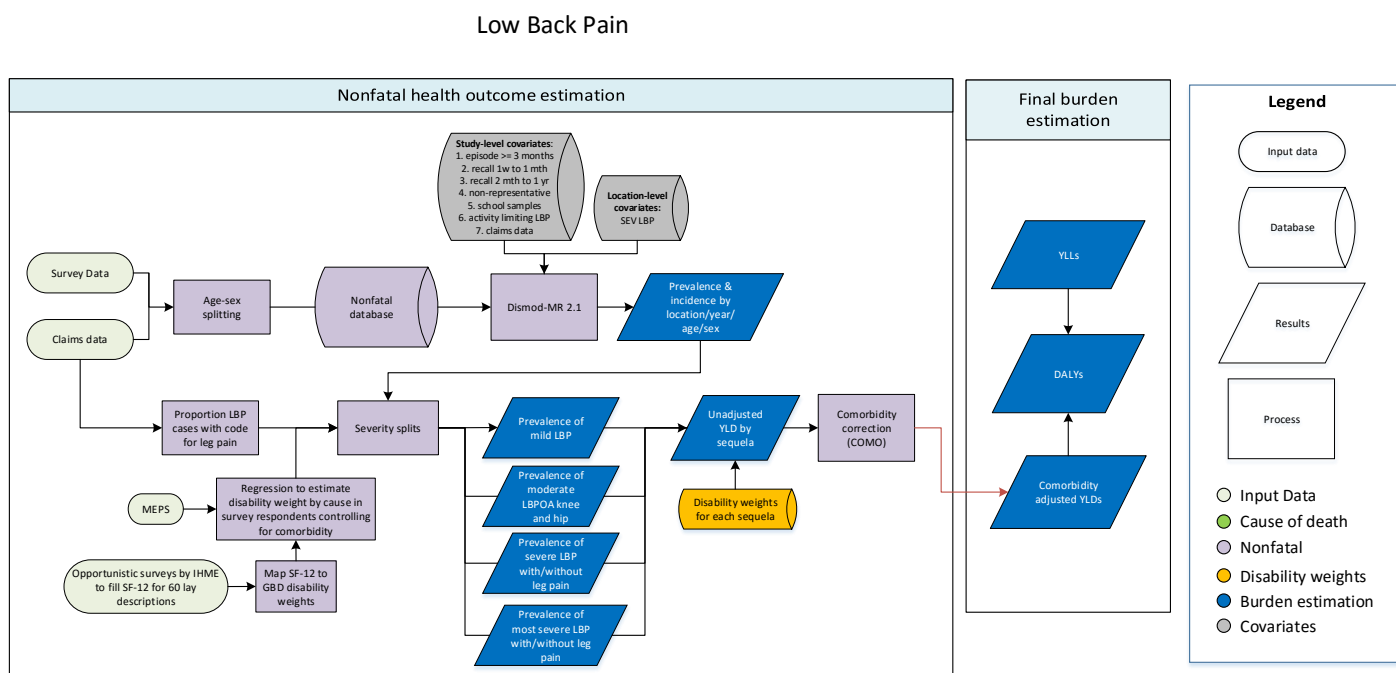 Low Back Pain
Nonfatal health outcome estimation
Study-level covariates:
1. episode >= 3 months
2. recall 1w to 1 mth
3. recall 2 mth to 1 yr
4. non-representative
5. school samples
6. activity limiting LBP
7. claims data
Location-level
covariates:
SEV LBP
Survey Data
Claims data
Age-sex
splitting
Nonfatal
database
Dismod-MR 2.1
Prevalence &
incidence by
location/year/
age/sex
Proportion LBP
cases with code
for leg pain
Severity splits
Prevalence
of mild LBP
Unadjusted
YLD by
sequela
Comorbidity
correction
(COMO)
MEPS
Regression to estimate
disability weight by cause in
survey respondents controlling
for comorbidity
Prevalence of
moderate
LBPOA knee
and hip
Disability weights
for each sequela
Opportunistic surveys by IHME
to fill SF-12 for 60 lay
descriptions
Map SF-12 to
GBD disability
weights
Prevalence of
severe LBP
with/without
leg pain
Prevalence of
most severe LBP
with/without leg
pain
Final burden
estimation
YLLs
DALYs
Comorbidity
adjusted YLDs
Legend
Input data
Database
Results
Process
Input Data
Cause of death
Nonfatal
Disability weights
Burden estimation
Covariates